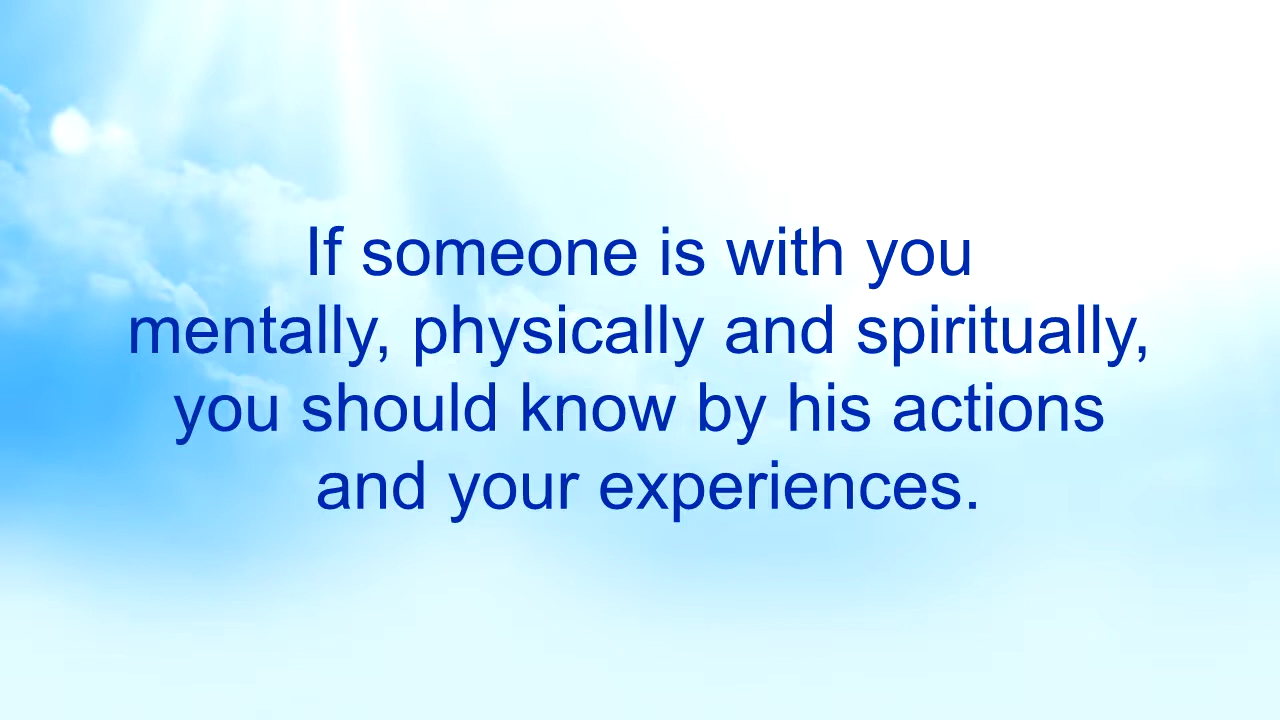 If someone is with you
mentally, physically and spiritually,
you should know by his actions
and your experiences.